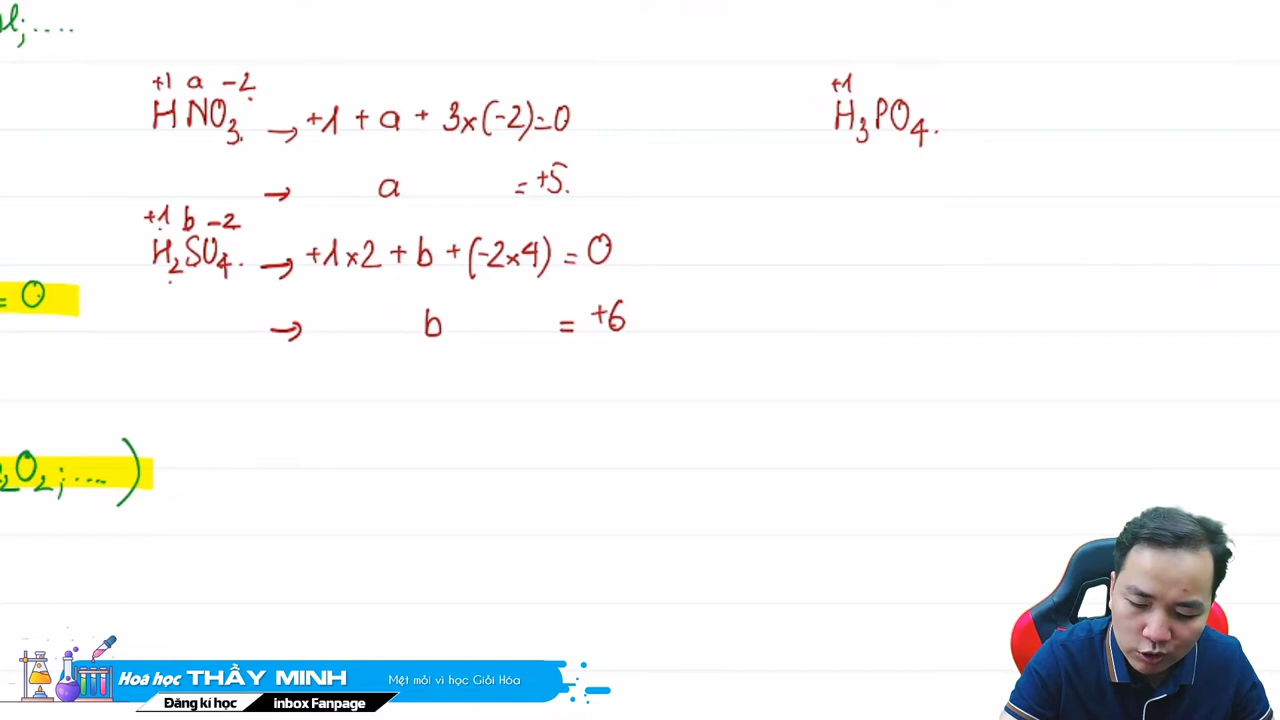 l;....
+1 a -2
HNO₃ → +1 + a + 3x(-2)=0
→ a = +5.
+1 b -2
H₂SO₄. → +1x2 + b + (-2x4) = 0
→ b = +6
+1
H₃PO₄.
= 0
₂O₂;....)
Hoá học THẦY MINH
Mệt mỏi vì học Giỏi Hóa
Đăng kí học
inbox Fanpage